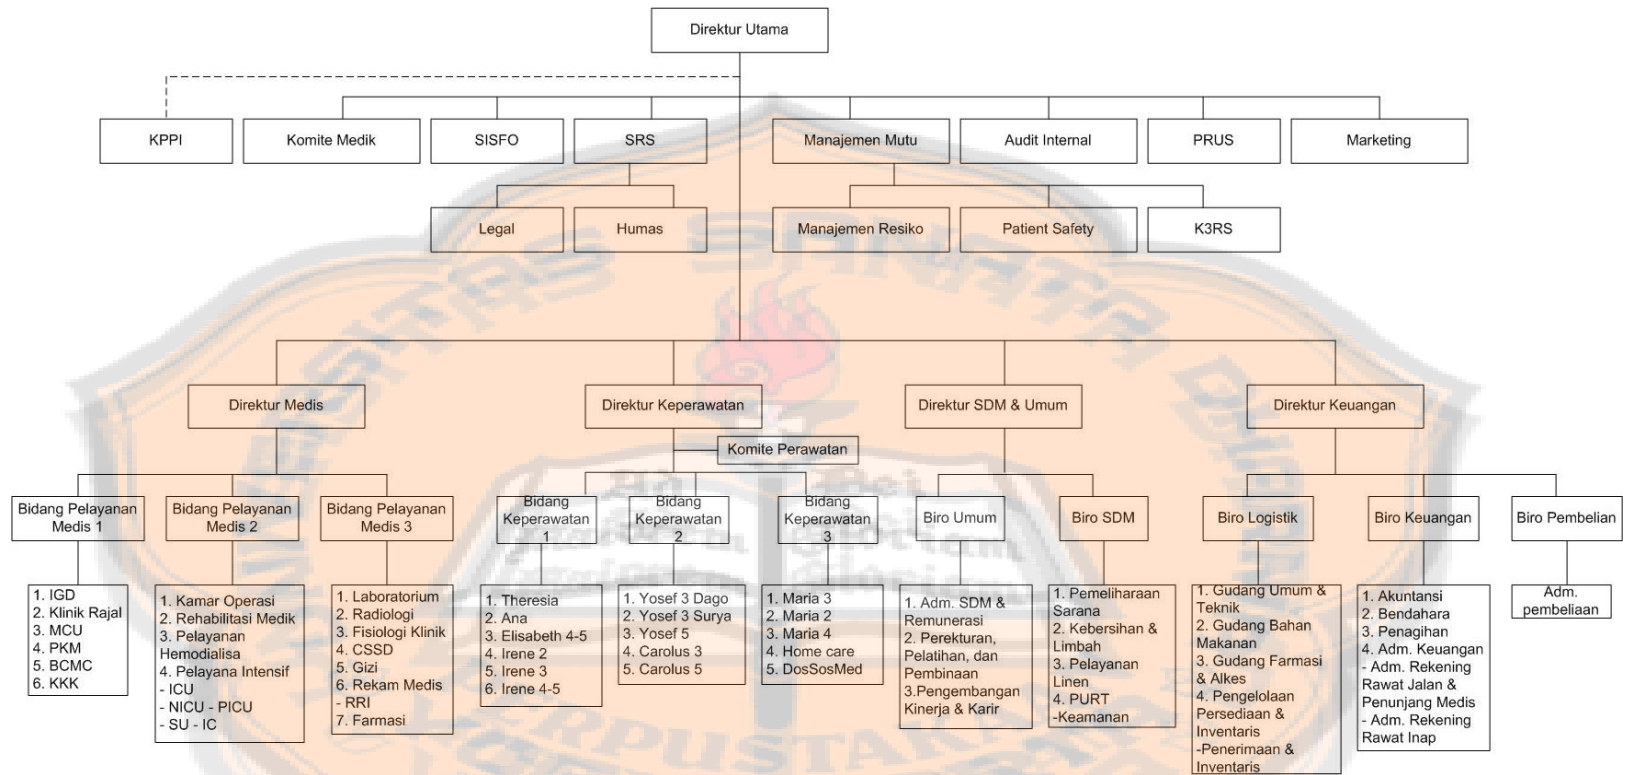 Direktur Utama
KPPI
Komite Medik
SISFO
SRS
Manajemen Mutu
Audit Internal
PRUS
Marketing
Legal
Humas
Manajemen Resiko
Patient Safety
K3RS
Direktur Medis
Direktur Keperawatan
Direktur SDM & Umum
Direktur Keuangan
Komite Perawatan
Bidang Pelayanan
Medis 1
Bidang Pelayanan
Medis 2
Bidang Pelayanan
Medis 3
Bidang
Keperawatan
1
Bidang
Keperawatan
2
Bidang
Keperawatan
3
Biro Umum
Biro SDM
Biro Logistik
Biro Keuangan
Biro Pembelian
1. IGD
2. Klinik Rajal
3. MCU
4. PKM
5. BCMC
6. KKK
1. Kamar Operasi
2. Rehabilitasi Medik
3. Pelayanan
Hemodialisa
4. Pelayana Intensif
- ICU
- NICU - PICU
- SU - IC
1. Laboratorium
2. Radiologi
3. Fisiologi Klinik
4. CSSD
5. Gizi
6. Rekam Medis
- RRI
7. Farmasi
1. Theresia
2. Ana
3. Elisabeth 4-5
4. Irene 2
5. Irene 3
6. Irene 4-5
1. Yosef 3 Dago
2. Yosef 3 Surya
3. Yosef 5
4. Carolus 3
5. Carolus 5
1. Maria 3
2. Maria 2
3. Maria 4
4. Home care
5. DosSosMed
1. Adm. SDM &
Remunerasi
2. Perekturan,
Pelatihan, dan
Pembinaan
3.Pengembangan
Kinerja & Karir
1. Pemeliharaan
Sarana
2. Kebersihan &
Limbah
3. Pelayanan
Linen
4. PURT
-Keamanan
1. Gudang Umum &
Teknik
2. Gudang Bahan
Makanan
3. Gudang Farmasi
& Alkes
4. Pengelolaan
Persediaan &
Inventaris
-Penerimaan &
Inventaris
1. Akuntansi
2. Bendahara
3. Penagihan
4. Adm. Keuangan
- Adm. Rekening
Rawat Jalan &
Penunjang Medis
- Adm. Rekening
Rawat Inap
Adm.
pembeliaan
UNIVERSITAS SANATA DHARMA